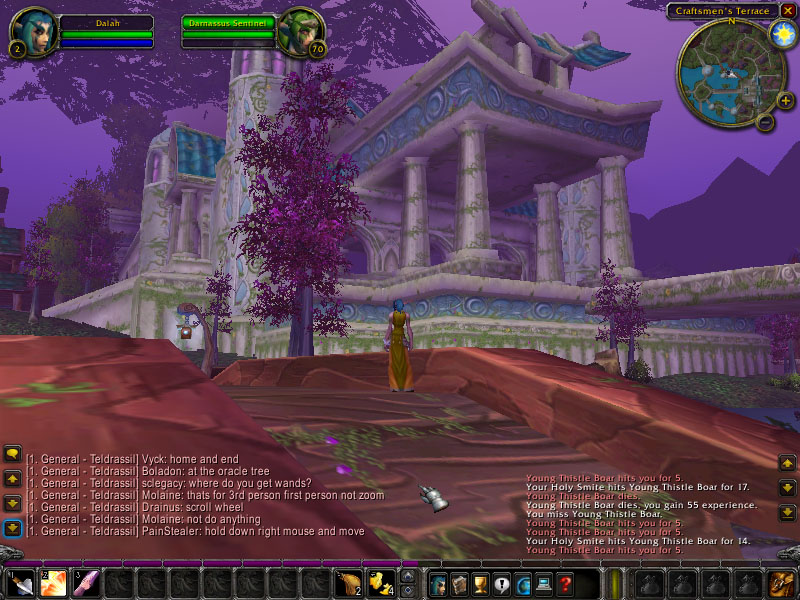 Dalah
2
Darnassus Sentinel
70
Craftsmen's Terrace
N
[1. General - Teldrassil] Vyck: home and end
[1. General - Teldrassil] Boladon: at the oracle tree
[1. General - Teldrassil] sclegacy: where do you get wands?
[1. General - Teldrassil] Molaine: thats for 3rd person first person not zoom
[1. General - Teldrassil] Drainus: scroll wheel
[1. General - Teldrassil] Molaine: not do anything
[1. General - Teldrassil] PainStealer: hold down right mouse and move
Young Thistle Boar hits you for 5.
Your Holy Smite hits Young Thistle Boar for 17.
Young Thistle Boar dies.
Young Thistle Boar dies, you gain 55 experience.
You miss Young Thistle Boar.
Young Thistle Boar hits you for 5.
Young Thistle Boar hits you for 5.
Your Holy Smite hits Young Thistle Boar for 14.
Young Thistle Boar hits you for 5.
1 2 3 2 4 ?